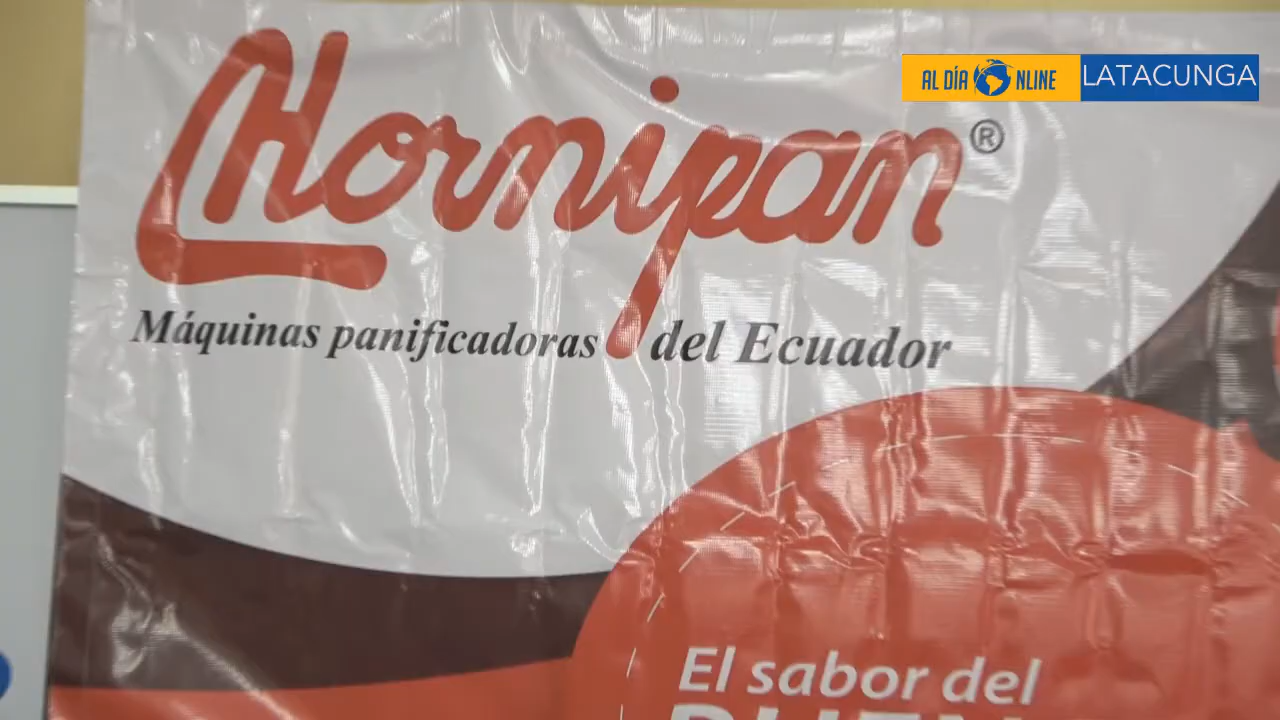 AL DÍA ONLINE LATACUNGA
Hornipan®
Máquinas panificadoras del Ecuador
El sabor del